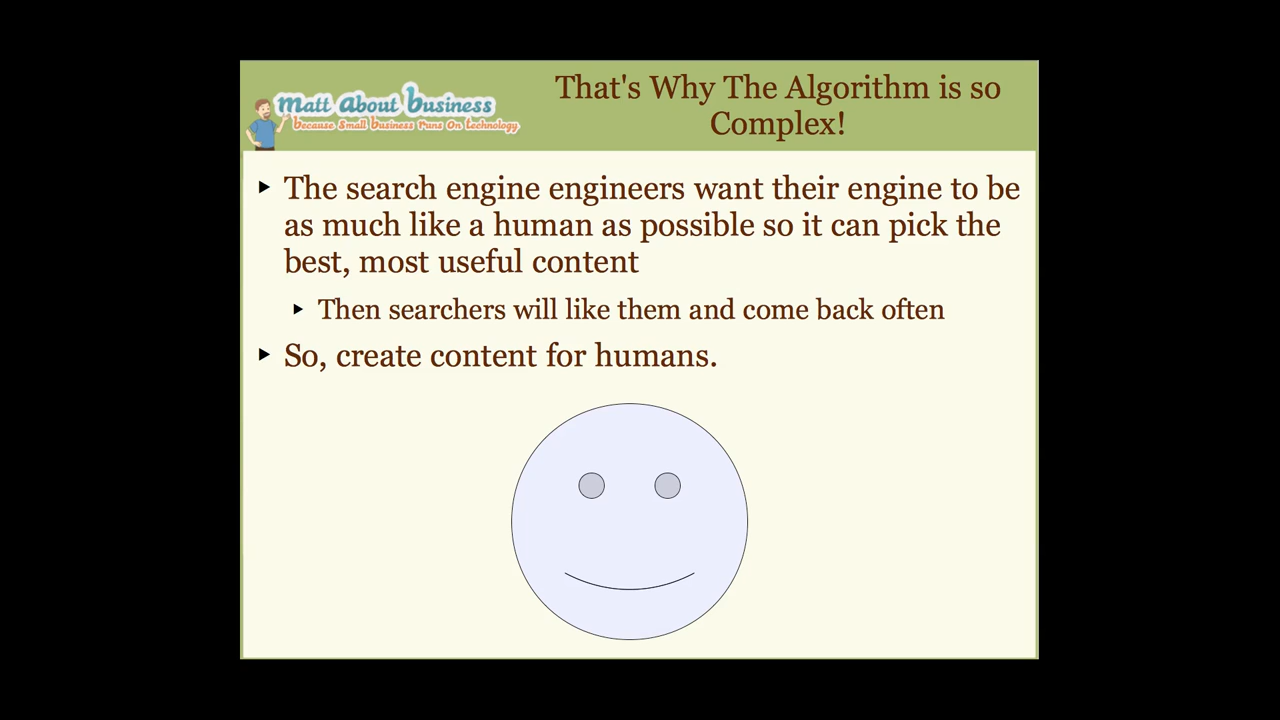 Matt About Business
because Small business runs On technology
That's Why The Algorithm is so
Complex!
The search engine engineers want their engine to be
as much like a human as possible so it can pick the
best, most useful content
Then searchers will like them and come back often
So, create content for humans.